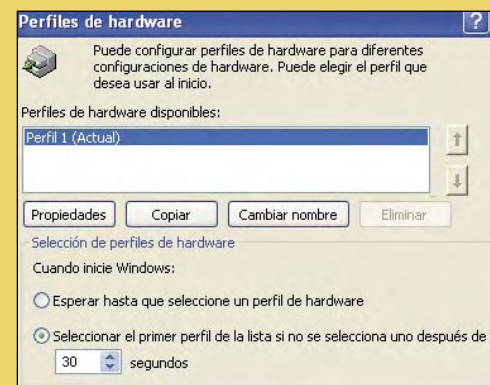 Perfiles de hardware
?
Puede configurar perfiles de hardware para diferentes
configuraciones de hardware. Puede elegir el perfil que
desea usar al inicio.
Perfiles de hardware disponibles:
Perfil 1 (Actual)
Propiedades Copiar Cambiar nombre Eliminar
Selección de perfiles de hardware
Cuando inicie Windows:
Esperar hasta que seleccione un perfil de hardware
Seleccionar el primer perfil de la lista si no se selecciona uno después de
30 segundos